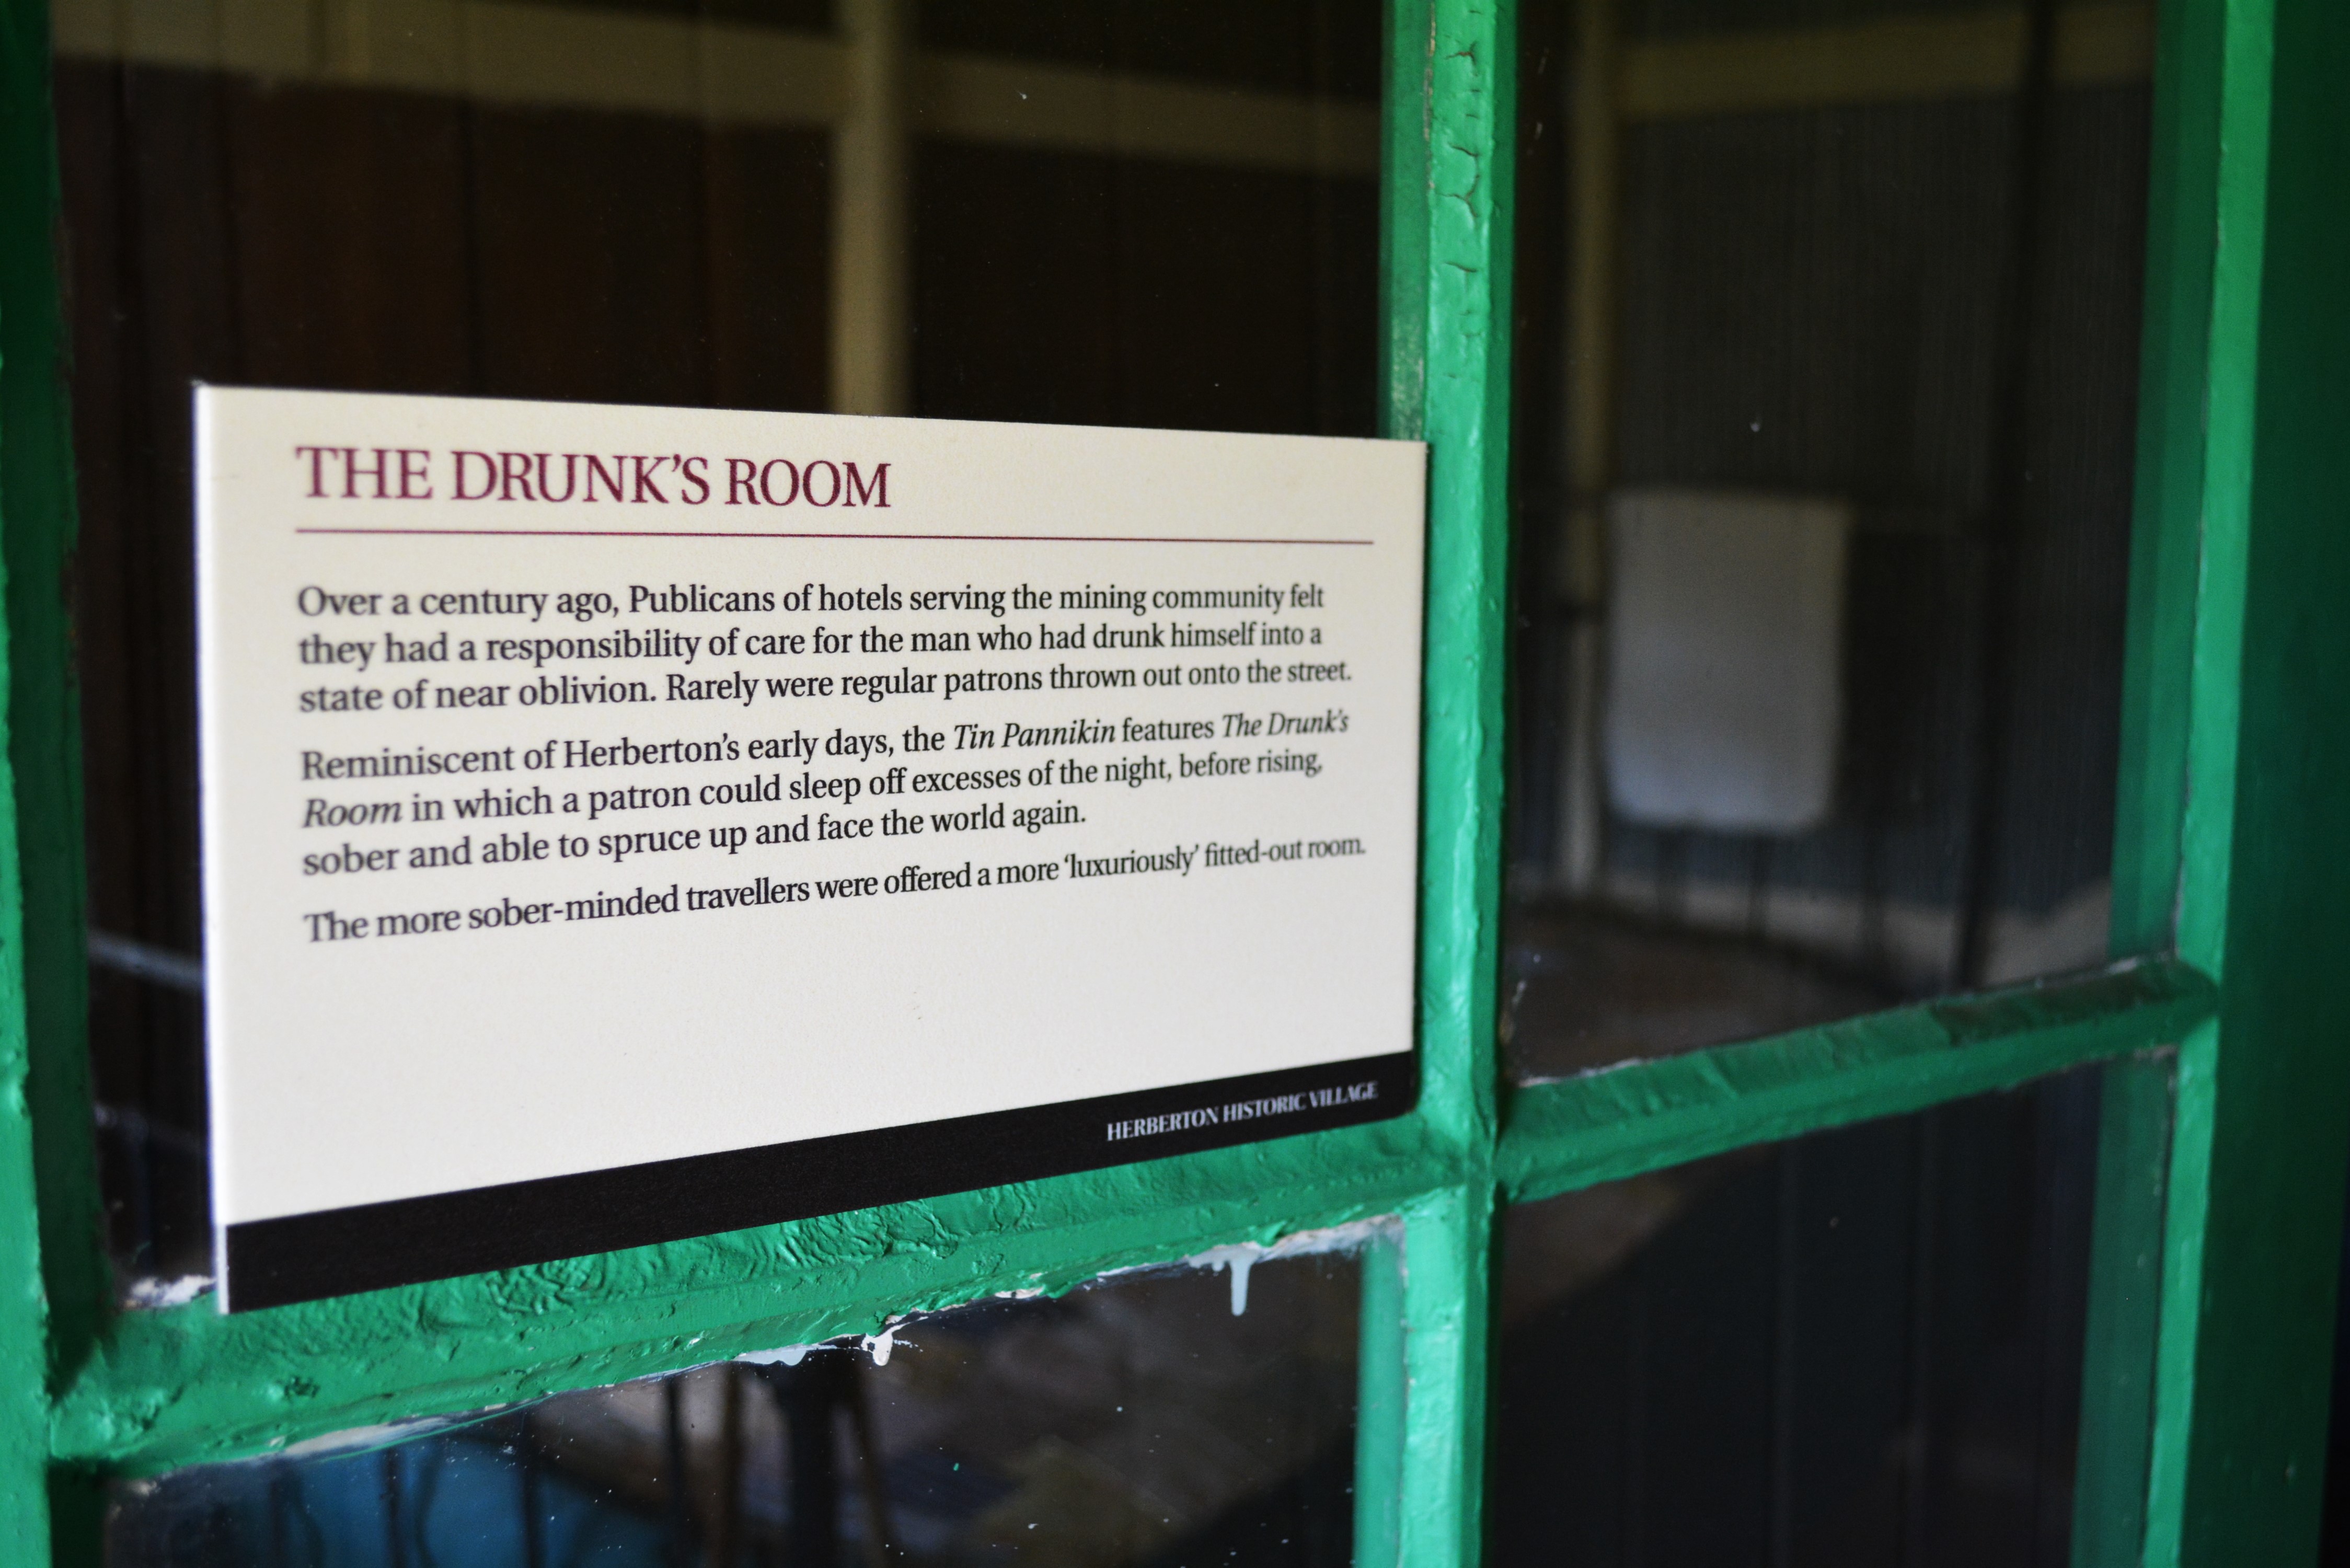 THE DRUNK'S ROOM
Over a century ago, Publicans of hotels serving the mining community felt
they had a responsibility of care for the man who had drunk himself into a
state of near oblivion. Rarely were regular patrons thrown out onto the street.
Reminiscent of Herberton's early days, the Tin Pannikin features The Drunk's
Room in which a patron could sleep off excesses of the night, before rising,
sober and able to spruce up and face the world again.
The more sober-minded travellers were offered a more 'luxuriously' fitted-out room.
HERBERTON HISTORIC VILLAGE